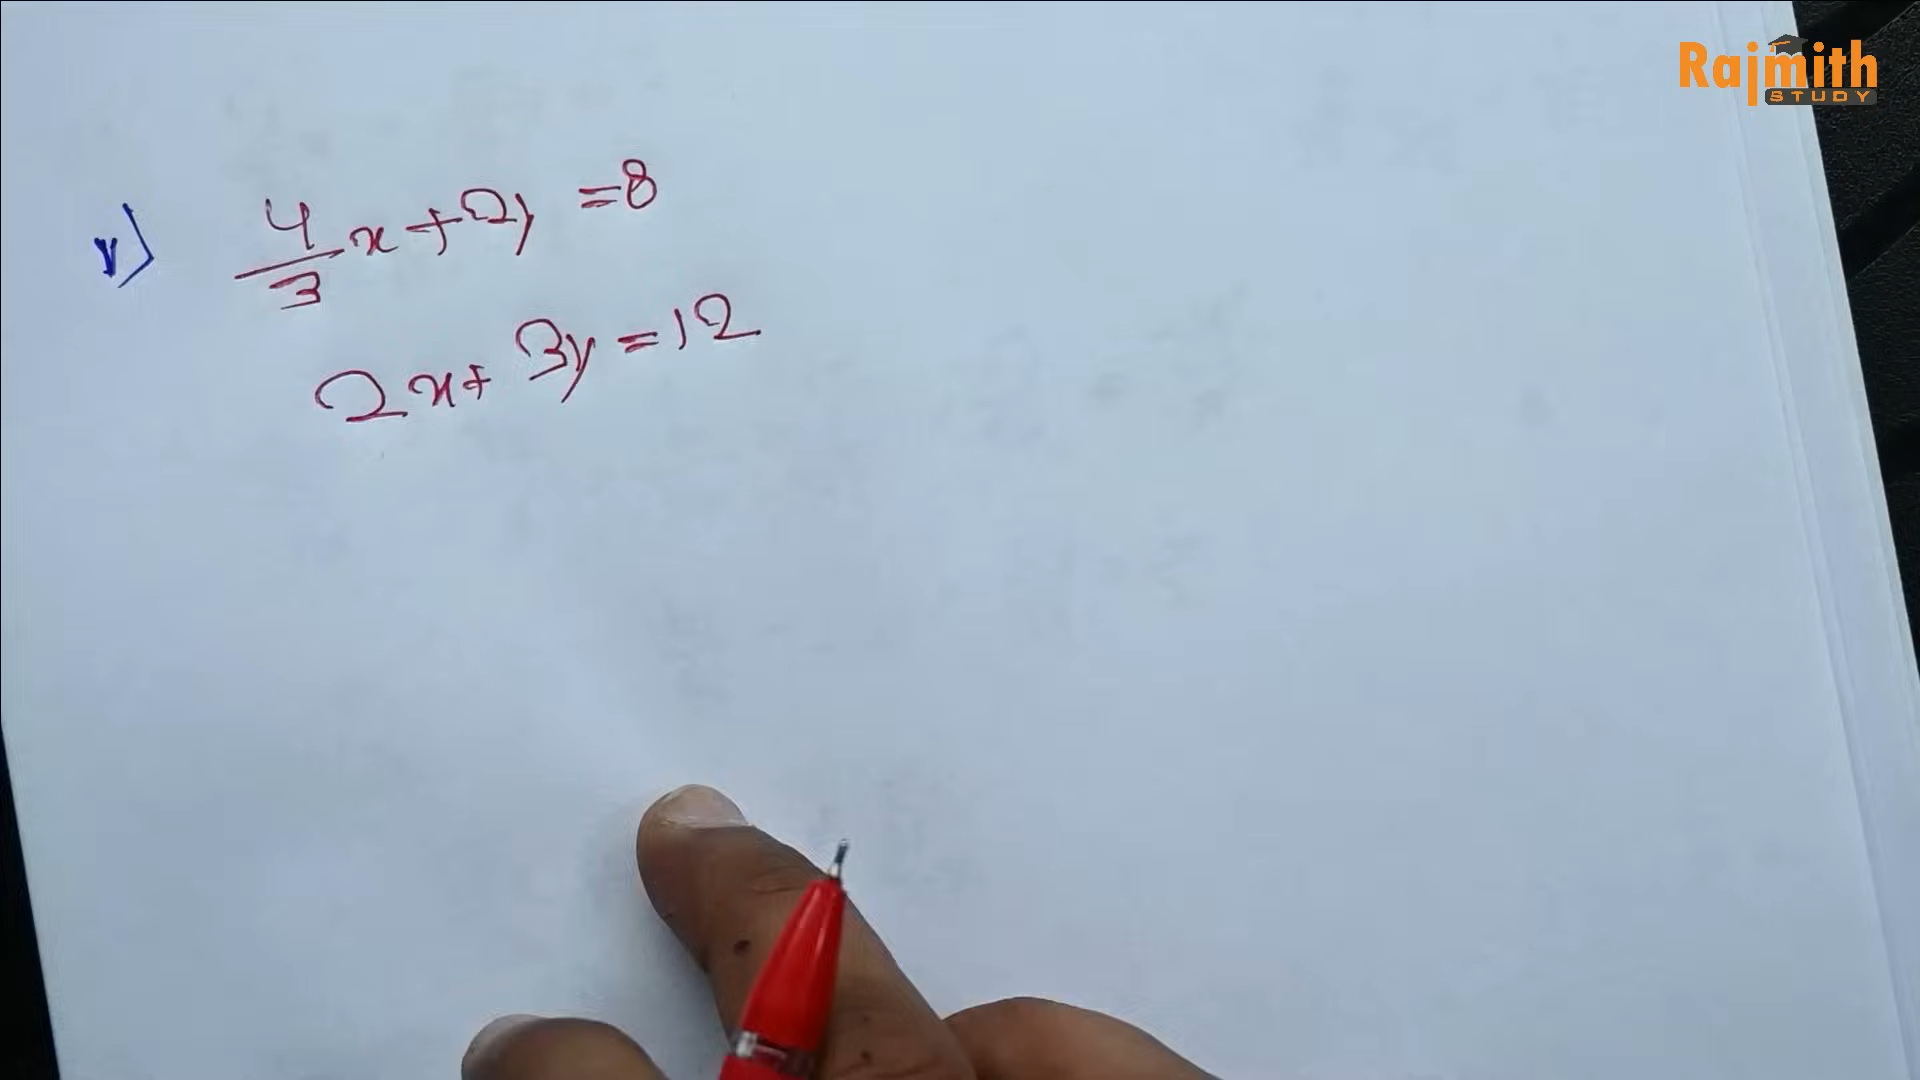 Rajmith
STUDY
v) 4/3 x + 2y = 8
2x + 3y = 12